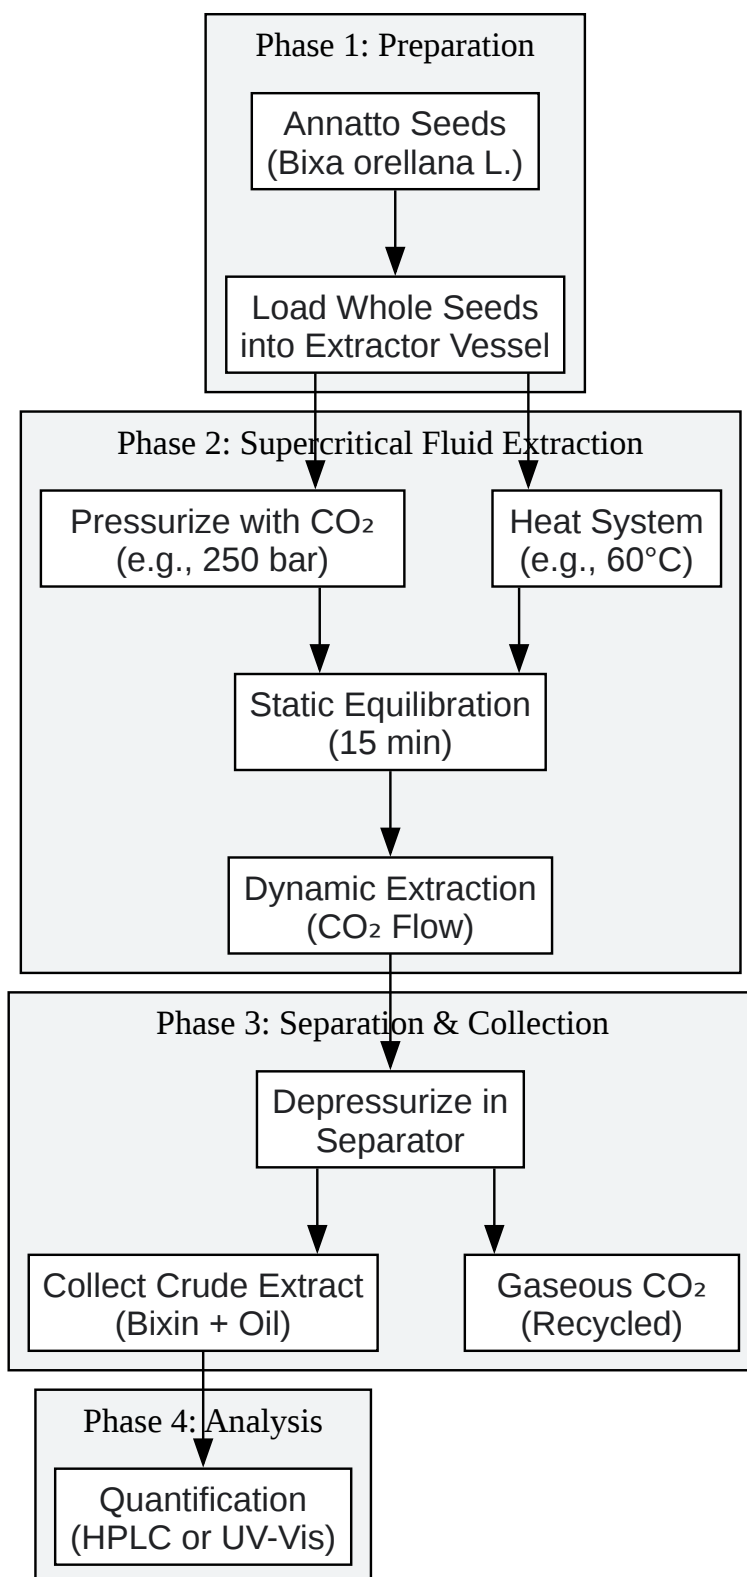 Phase 1: Preparation
Annatto Seeds
(Bixa orellana L.)
Load Whole Seeds
into Extractor Vessel
Phase 2: Supercritical Fluid Extraction
Pressurize with CO₂
(e.g., 250 bar)
Heat System
(e.g., 60°C)
Static Equilibration
(15 min)
Dynamic Extraction
(CO₂ Flow)
Phase 3: Separation & Collection
Depressurize in
Separator
Collect Crude Extract
(Bixin + Oil)
Gaseous CO₂
(Recycled)
Phase 4: Analysis
Quantification
(HPLC or UV-Vis)